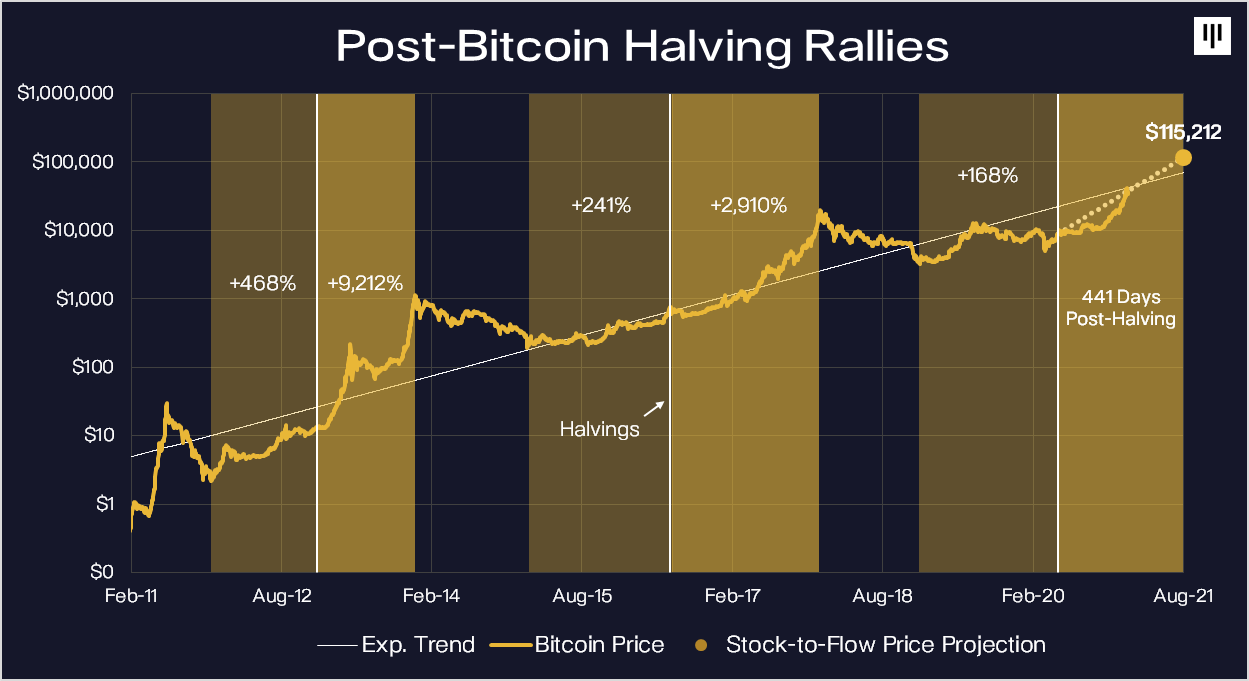 Post-Bitcoin Halving Rallies
$1,000,000
$100,000
$10,000
$1,000
$100
$10
$1
$0
$115,212
+168%
+241%
+2,910%
+468%
+9,212%
441 Days
Post-Halving
Halvings
Feb-11
Aug-12
Feb-14
Aug-15
Feb-17
Aug-18
Feb-20
Aug-21
Exp. Trend
Bitcoin Price
Stock-to-Flow Price Projection